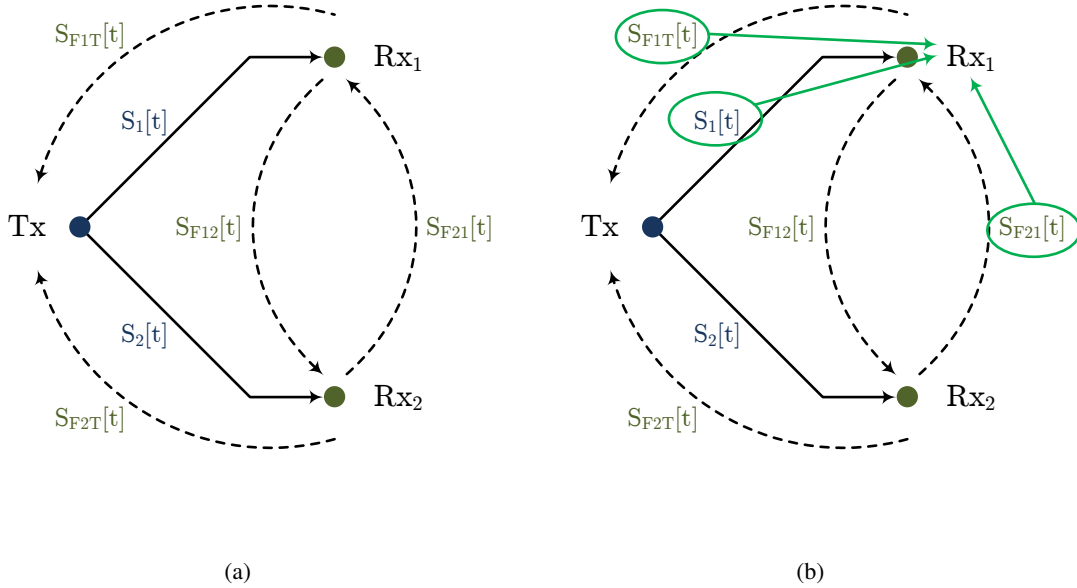 S_F1T[t]
Rx_1
S_1[t]
Tx
S_F12[t]
S_F21[t]
S_2[t]
Rx_2
S_F2T[t]
(a)
S_F1T[t]
Rx_1
S_1[t]
Tx
S_F12[t]
S_F21[t]
S_2[t]
Rx_2
S_F2T[t]
(b)